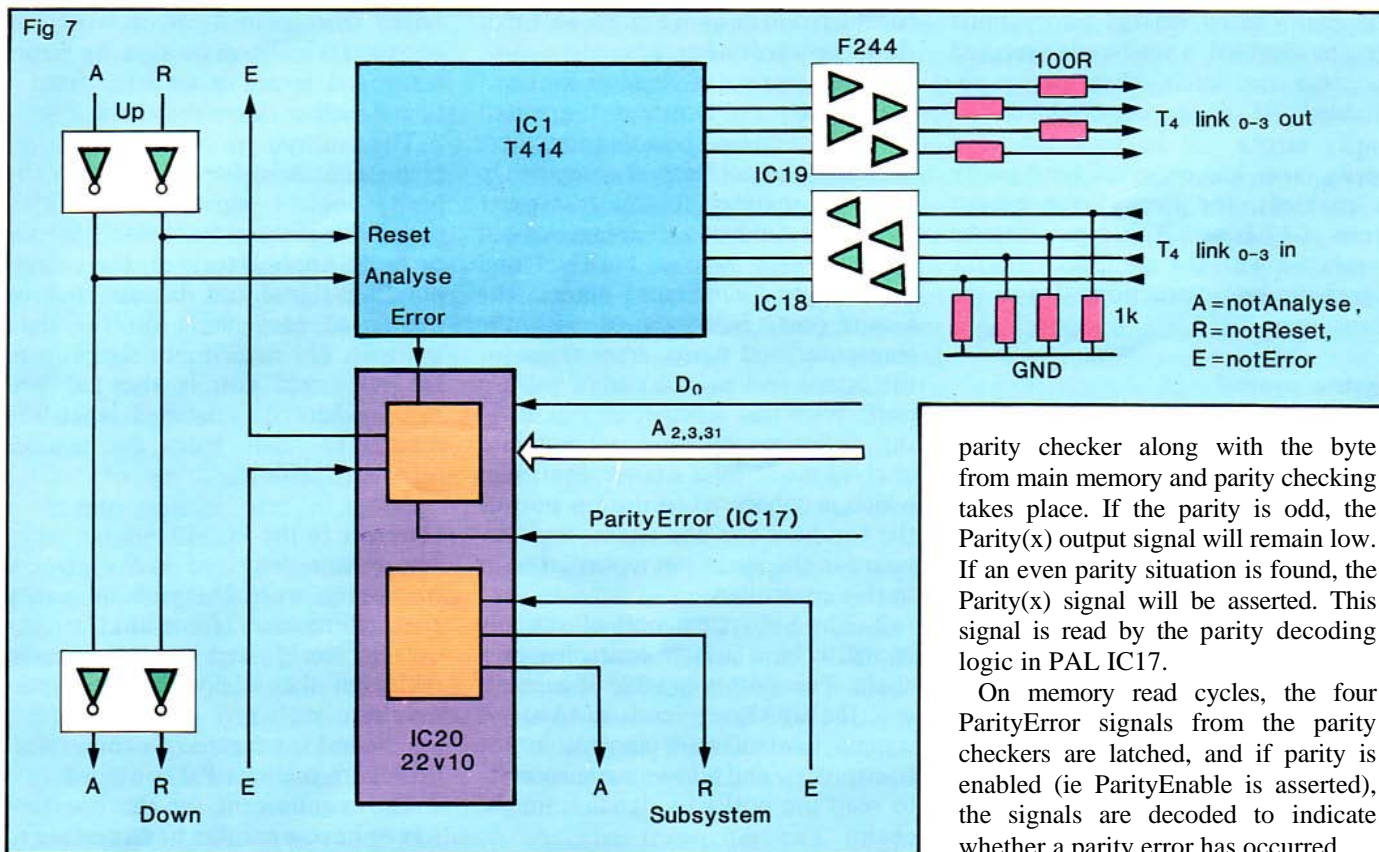 Fig 7
A R E
Up
IC1
T414
Reset
Analyse
Error
F244
100R
T4 link 0-3 out
IC19
T4 link 0-3 in
IC18
1k
GND
A = notAnalyse,
R = notReset,
E = notError
D0
A2,3,31
ParityError (IC17)
IC20
22v10
A R E
Down
A R E
Subsystem
parity checker along with the byte
from main memory and parity checking
takes place. If the parity is odd, the
Parity(x) output signal will remain low.
If an even parity situation is found, the
Parity(x) signal will be asserted. This
signal is read by the parity decoding
logic in PAL IC17.
On memory read cycles, the four
ParityError signals from the parity
checkers are latched, and if parity is
enabled (ie ParityEnable is asserted),
the signals are decoded to indicate
whether a parity error has occurred